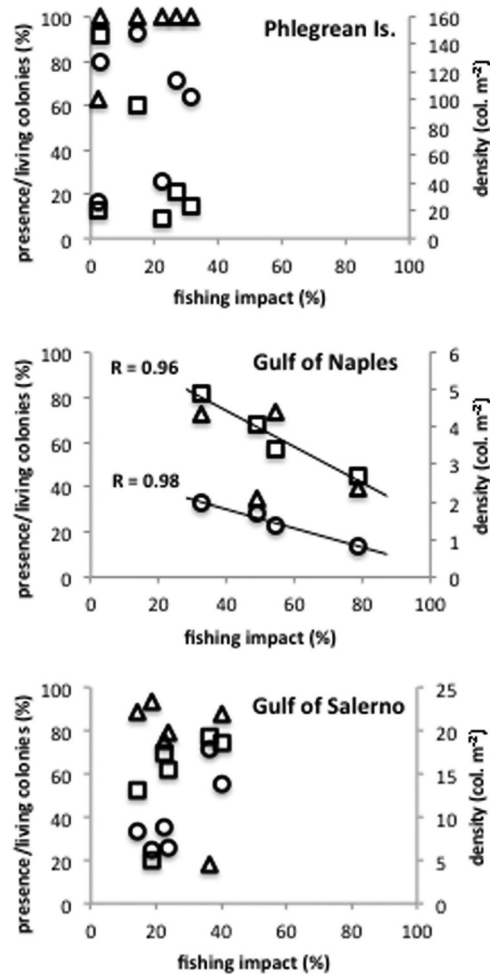 Phlegrean Is.
presence/living colonies (%)
100
80
60
40
20
0
160
140
120
100
80
60
40
20
0
density (col. m⁻²)
0 20 40 60 80 100
fishing impact (%)
Gulf of Naples
R = 0.96
R = 0.98
presence/living colonies (%)
100
80
60
40
20
0
6
5
4
3
2
1
0
density (col. m⁻²)
0 20 40 60 80 100
fishing impact (%)
Gulf of Salerno
presence/living colonies (%)
100
80
60
40
20
0
25
20
15
10
5
0
density (col. m⁻²)
0 20 40 60 80 100
fishing impact (%)